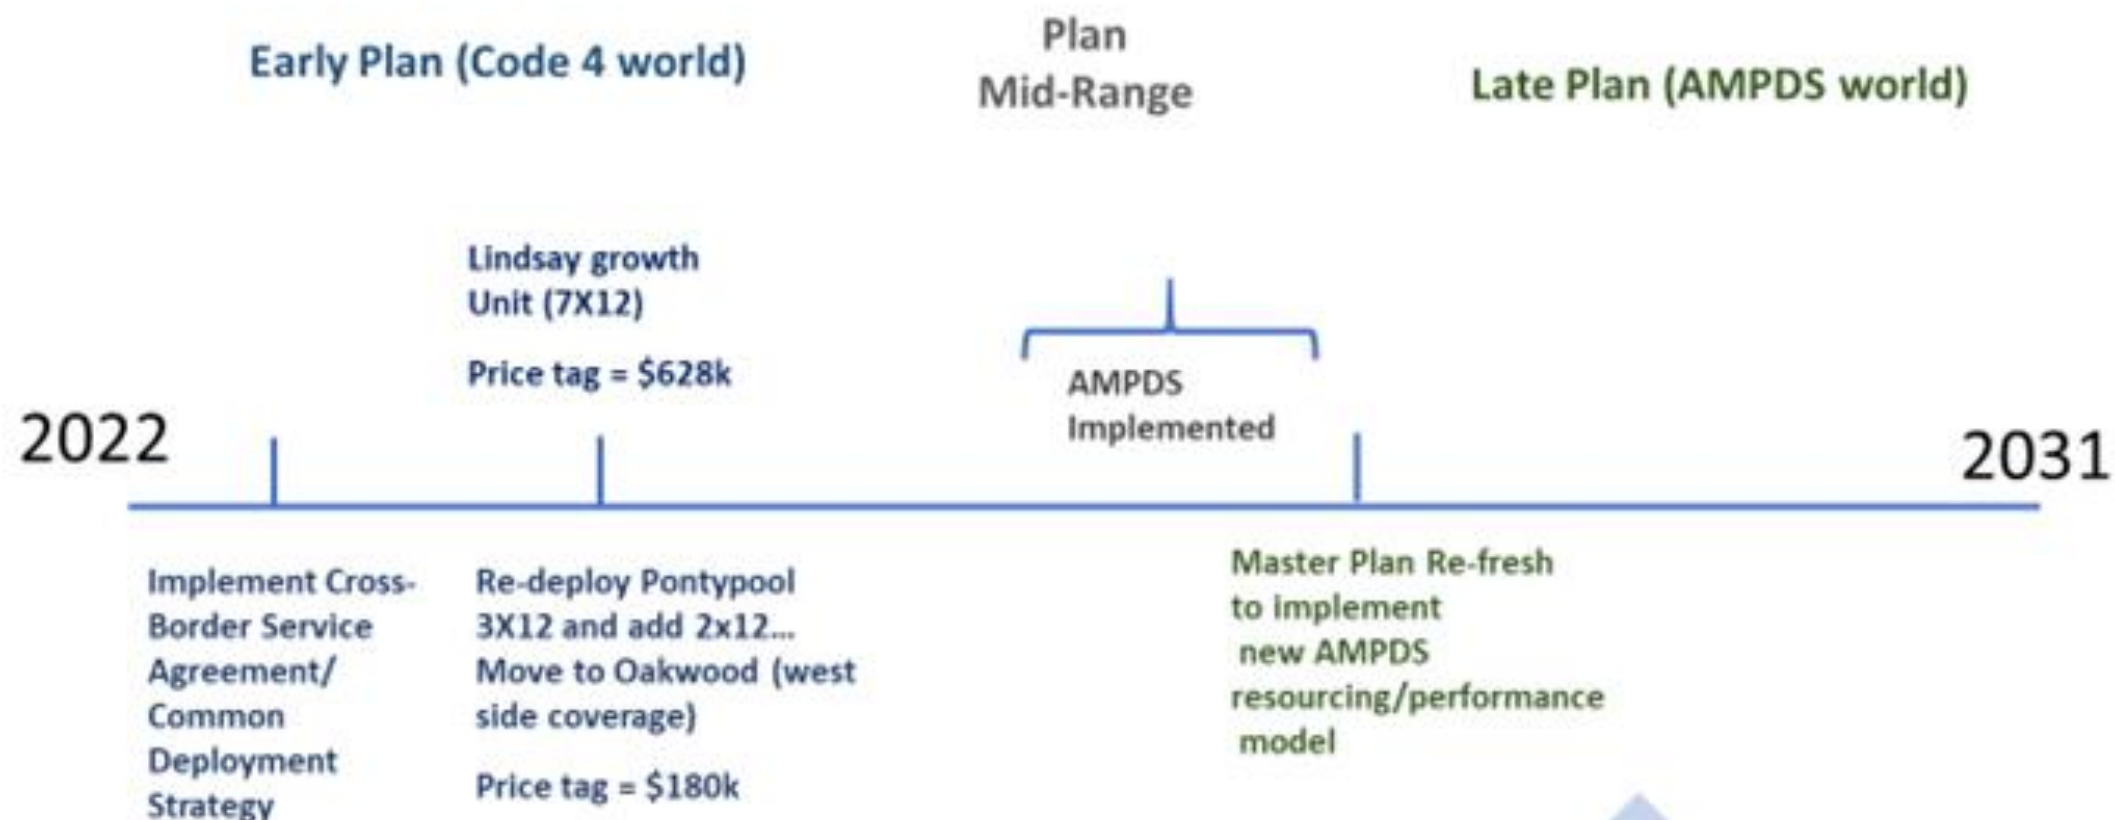 Early Plan (Code 4 world)
Plan
Mid-Range
Late Plan (AMPDS world)
Lindsay growth
Unit (7X12)
Price tag = $628k
AMPDS
Implemented
2022
2031
Implement Cross-
Border Service
Agreement/
Common
Deployment
Strategy
Re-deploy Pontypool
3X12 and add 2x12...
Move to Oakwood (west
side coverage)
Price tag = $180k
Master Plan Re-fresh
to implement
new AMPDS
resourcing/performance
model